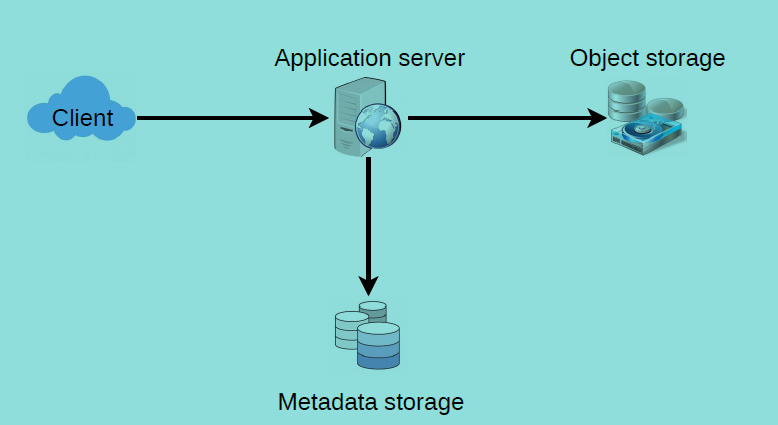 Application server
Object storage
Client
Metadata storage